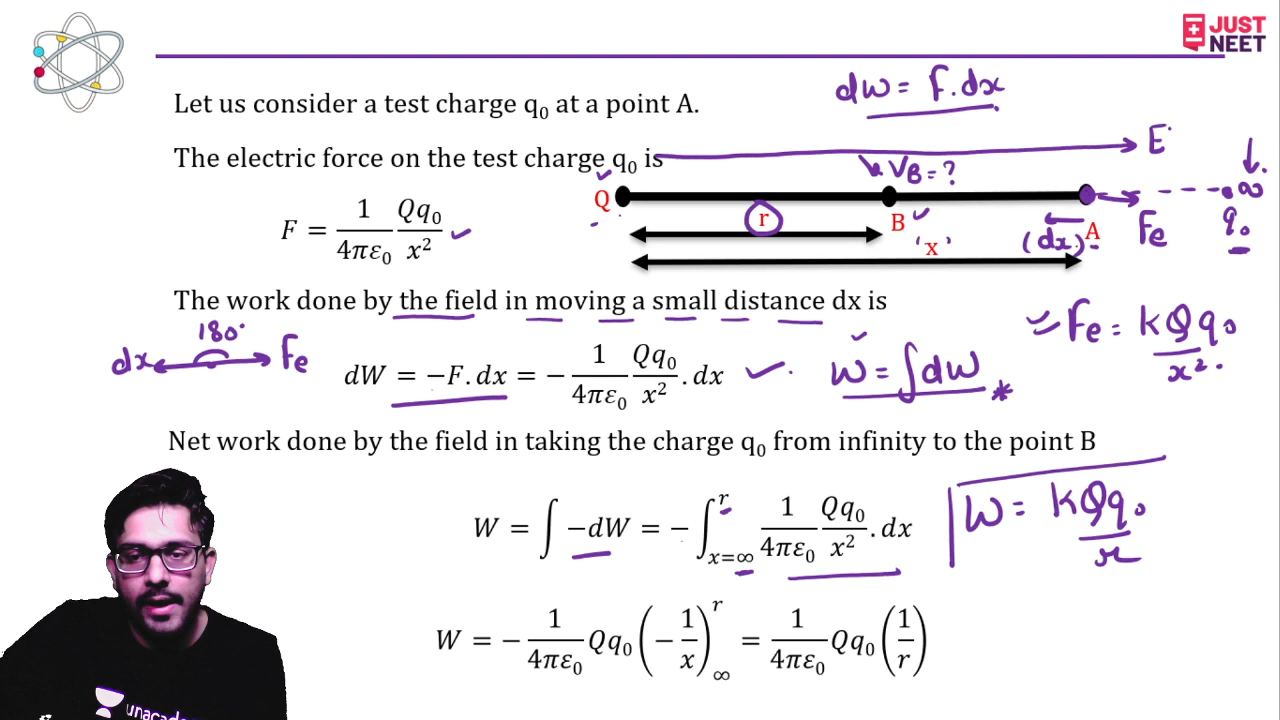 JUST
NEET
dW = F.dx
Let us consider a test charge q₀ at a point A.
The electric force on the test charge q₀ is
E
V_B = ?
∞
Q
r
B
'x'
(dx)
A
Fe
q₀
F = 1/(4πε₀) Qq₀/x²
The work done by the field in moving a small distance dx is
180°
dx Fe
Fe = kQq₀/x²
dW = −F.dx = − 1/(4πε₀) Qq₀/x² . dx
W = ∫dW *
Net work done by the field in taking the charge q₀ from infinity to the point B
W = ∫ −dW = − ∫_{x=∞}^{r} 1/(4πε₀) Qq₀/x² . dx
W = kQq₀/r
W = − 1/(4πε₀) Qq₀ (− 1/x)_{∞}^{r} = 1/(4πε₀) Qq₀ (1/r)